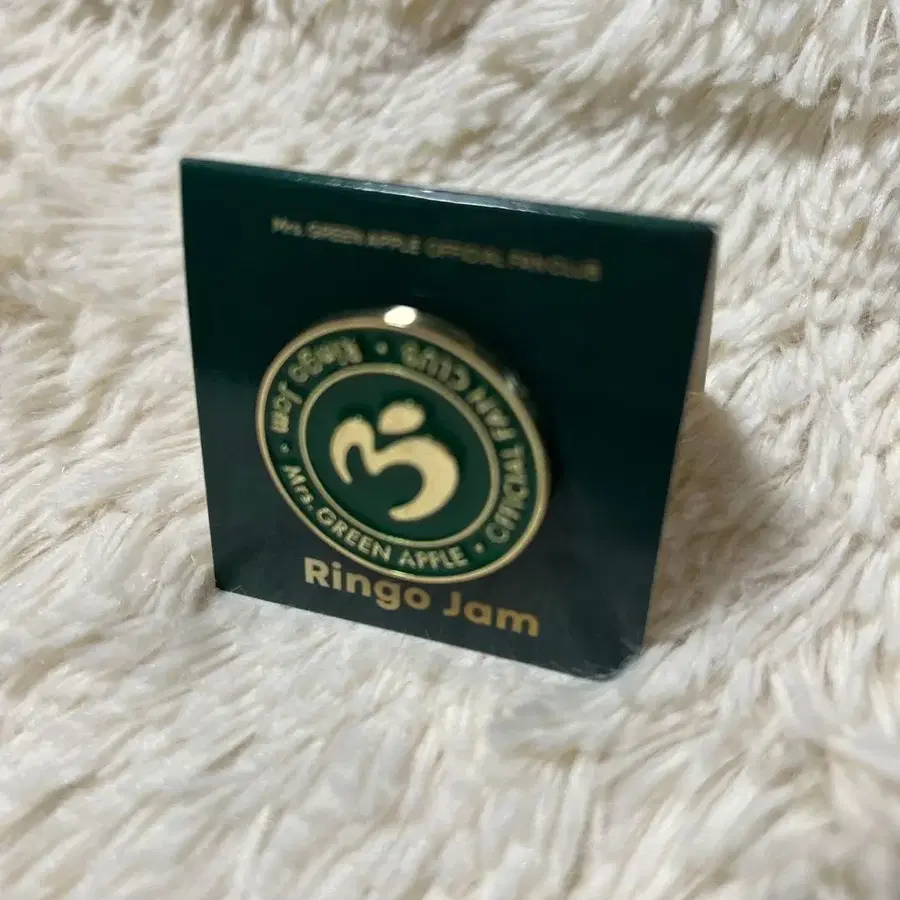 Mrs. GREEN APPLE OFFICIAL FAN CLUB
Ringo Jam • OFFICIAL FAN CLUB • Mrs. GREEN APPLE •
Ringo Jam